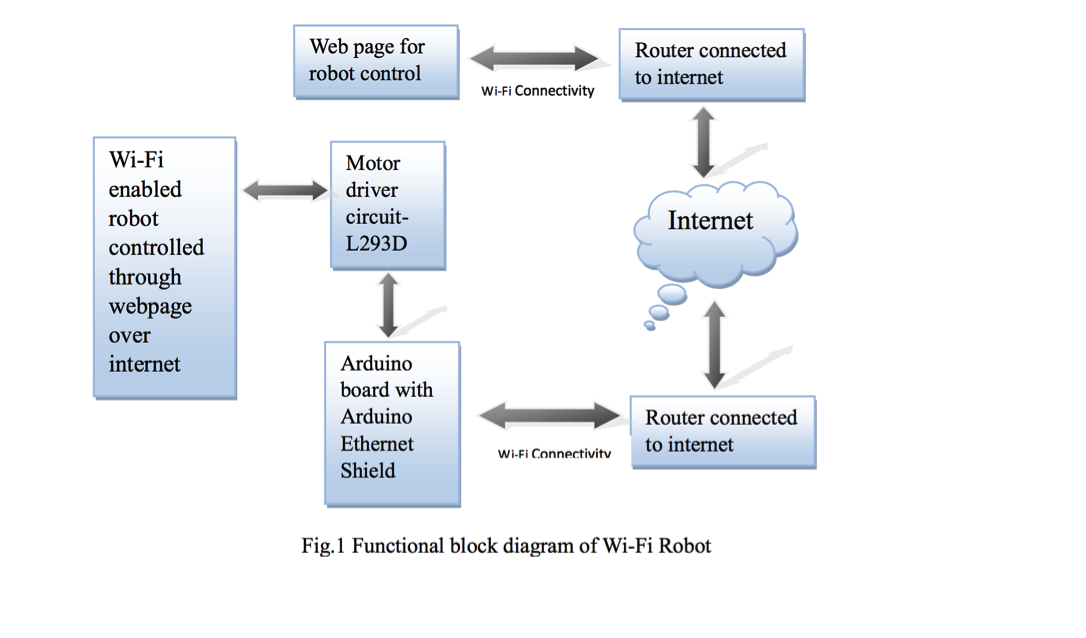 Web page for
robot control
Wi-Fi Connectivity
Router connected
to internet
Wi-Fi
enabled
robot
controlled
through
webpage
over
internet
Motor
driver
circuit-
L293D
Internet
Arduino
board with
Arduino
Ethernet
Shield
Wi-Fi Connectivity
Router connected
to internet
Fig.1 Functional block diagram of Wi-Fi Robot